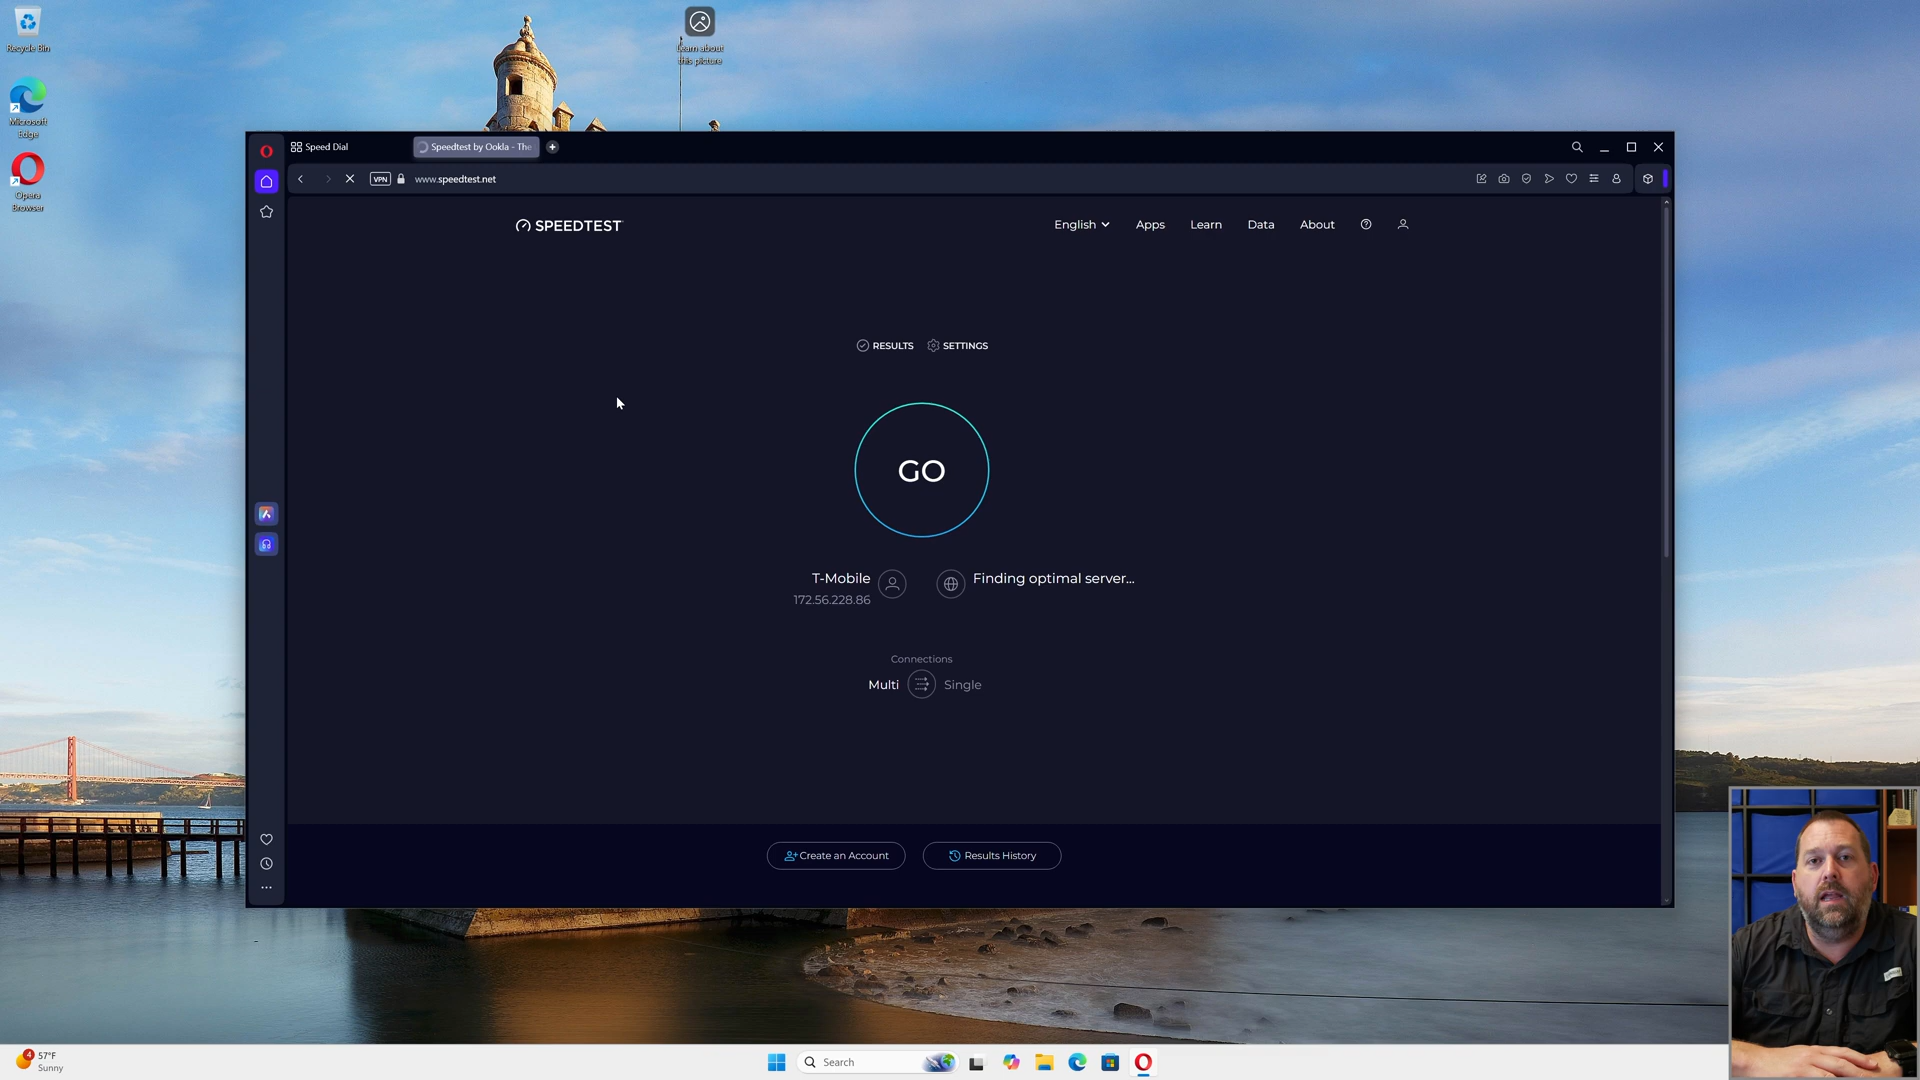 Recycle Bin
Learn about
this picture
Microsoft
Edge
Opera
Browser
Speed Dial
Speedtest by Ookla - The
VPN
www.speedtest.net
SPEEDTEST
English
Apps
Learn
Data
About
RESULTS
SETTINGS
GO
T-Mobile
172.56.228.86
Finding optimal server...
Connections
Multi
Single
Create an Account
Results History
4
57°F
Sunny
Search